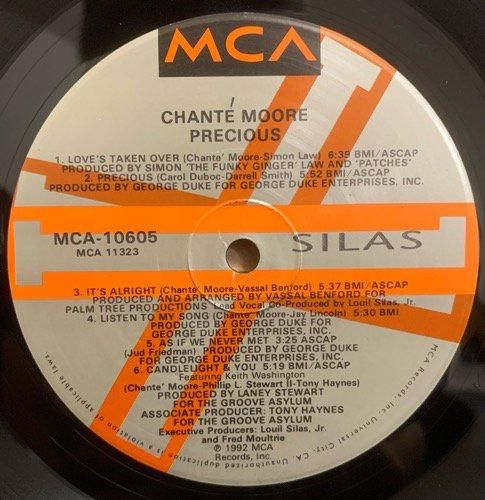 MCA
CHANTÉ MOORE
PRECIOUS
1. LOVE'S TAKEN OVER (Chante' Moore-Simon Law) 6:39 BMI/ASCAP
PRODUCED BY SIMON 'THE FUNKY GINGER' LAW AND 'PATCHES'
2. PRECIOUS (Carol Duboc-Darrell Smith) 5:52 BMI/ASCAP
PRODUCED BY GEORGE DUKE FOR GEORGE DUKE ENTERPRISES, INC.
MCA-10605
MCA 11323
SILAS
3. IT'S ALRIGHT (Chante' Moore-Vassal Benford) 5:37 BMI/ASCAP
PRODUCED AND ARRANGED BY VASSAL BENFORD FOR
PALM TREE PRODUCTIONS Lead Vocal Co-Produced by Louil Silas, Jr.
4. LISTEN TO MY SONG (Chante' Moore-Jay Lincoln) 5:30 BMI
PRODUCED BY GEORGE DUKE FOR
GEORGE DUKE ENTERPRISES, INC.
5. AS IF WE NEVER MET 3:25 ASCAP
(Jud Friedman) PRODUCED BY GEORGE DUKE
FOR GEORGE DUKE ENTERPRISES, INC.
6. CANDLELIGHT & YOU 5:19 BMI/ASCAP
Featuring Keith Washington
(Chante' Moore-Phillip L. Stewart II-Tony Haynes)
PRODUCED BY LANEY STEWART
FOR THE GROOVE ASYLUM
ASSOCIATE PRODUCER: TONY HAYNES
FOR THE GROOVE ASYLUM
Executive Producers: Louil Silas, Jr.
and Fred Moultrie
℗ 1992 MCA
Records, Inc.
MCA Records, Inc., Universal City, CA. Unauthorized duplication is a violation of applicable laws.